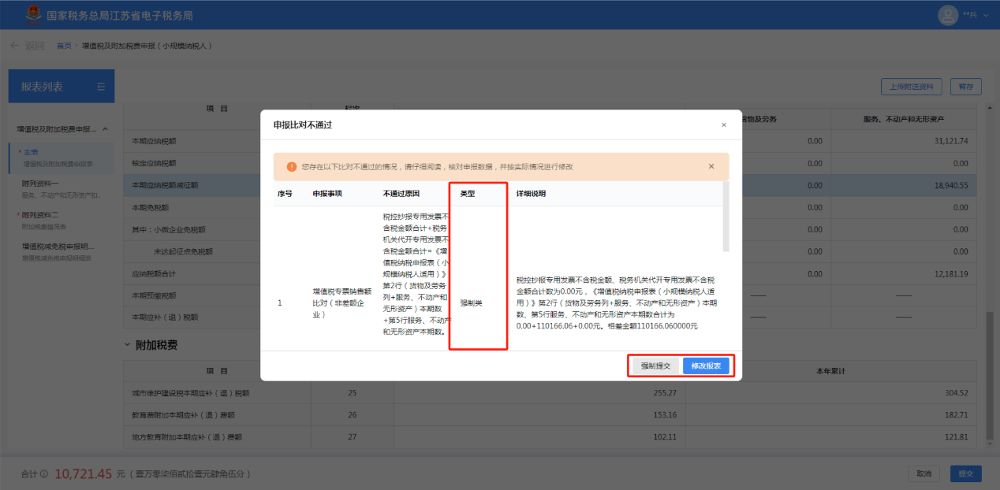 国家税务总局江苏省电子税务局
**兵
返回 首页 增值税及附加税费申报（小规模纳税人）
报表列表
上传附送资料 暂存
增值税及附加税费申报...
* 主表
增值税及附加税费申报表
附列资料一
服务、不动产和无形资产扣..
* 附列资料二
附加税费情况表
增值税减免税申报明...
增值税减免税申报明细表
项 目 栏次
货物及劳务 服务、不动产和无形资产
本期应纳税额 0.00 31,121.74
核定应纳税额 0.00 0.00
本期应纳税额减征额 0.00 18,940.55
本期免税额 0.00 0.00
其中：小微企业免税额 0.00 0.00
未达起征点免税额 0.00 0.00
应纳税额合计 0.00 12,181.19
本期预缴税额 —— ——
本期应补（退）税额 —— ——
申报比对不通过 ×
您存在以下比对不通过的情况，请仔细阅读，核对申报数据，并按实际情况进行修改 ×
序号 申报事项 不通过原因 类型 详细说明
1
增值税专票销售额
比对（非差额企
业）
税控抄报专用发票不
含税金额合计+税务
机关代开专用发票不
含税金额合计=《增
值税纳税申报表（小
规模纳税人适用）》
第2行（货物及劳务
列+服务、不动产和
无形资产）本期数
+第5行服务、不动产
和无形资产本期数。
强制类
税控抄报专用发票不含税金额、税务机关代开专用发票不含税
金额合计数为0.00元，《增值税纳税申报表（小规模纳税人适
用）》第2行（货物及劳务列+服务、不动产和无形资产）本期
数、第5行服务、不动产和无形资产本期数合计为
0.00+110166.06+0.00元。相差金额110166.060000元
强制提交 修改报表
附加税费
项 目 本年累计
城市维护建设税本期应补（退）税额 25 255.27 304.52
教育费附加本期应补（退）费额 26 153.16 182.71
地方教育附加本期应补（退）费额 27 102.11 121.81
合计 10,721.45 元（壹万零柒佰贰拾壹元肆角伍分）
取消 提交